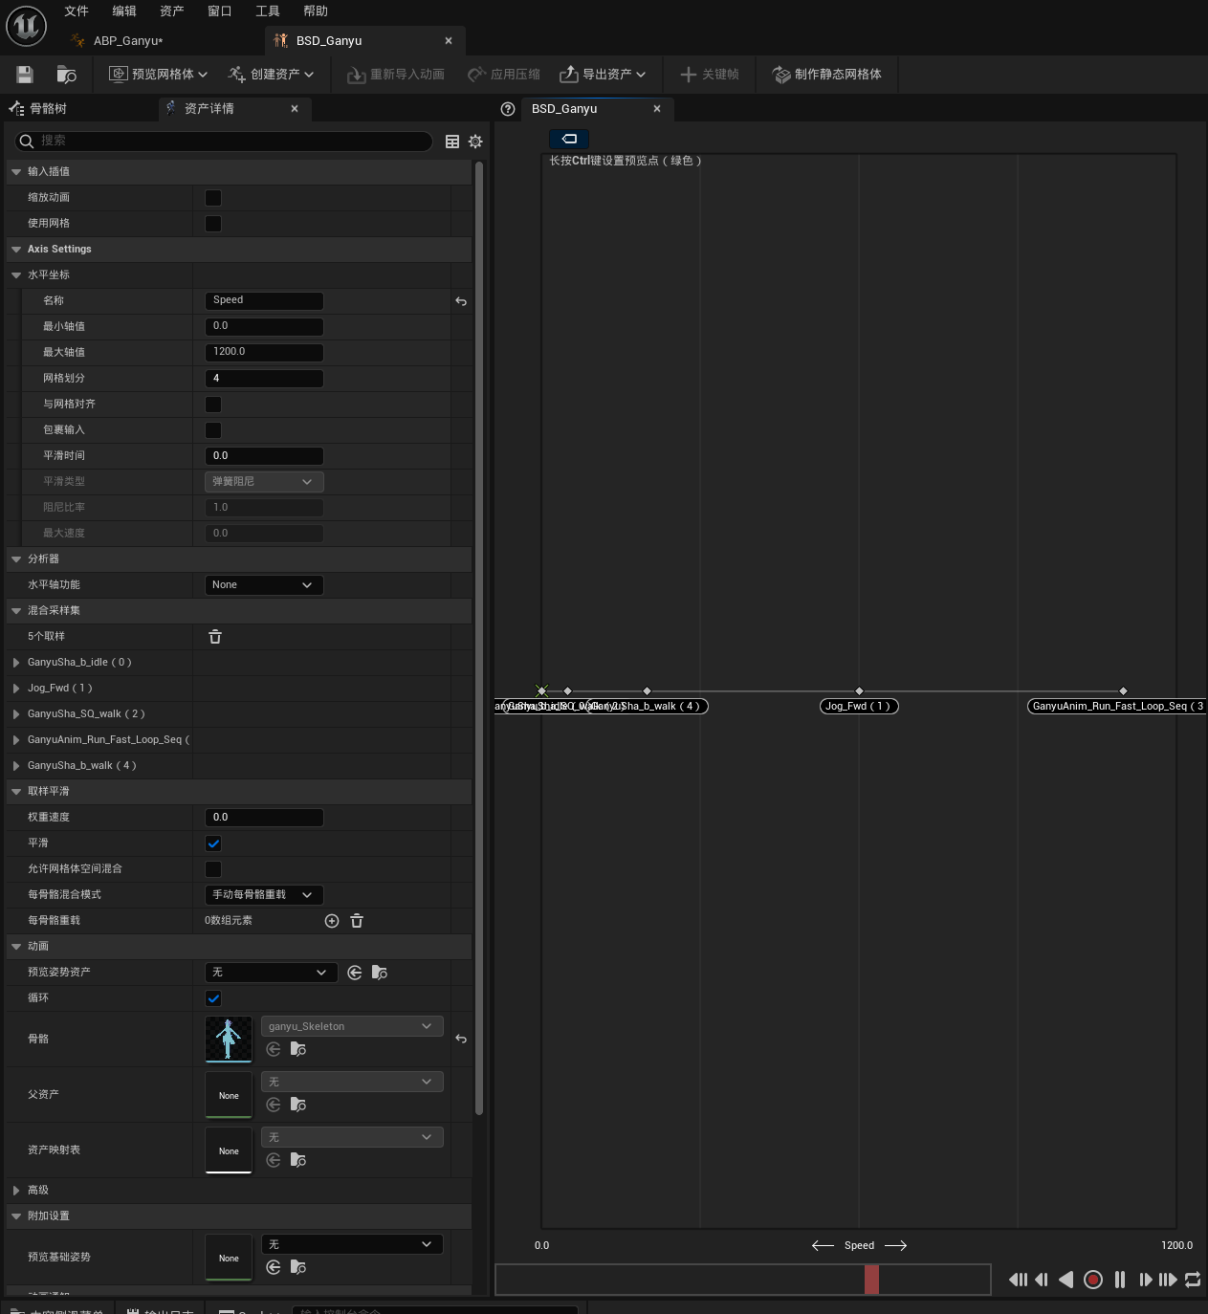 文件 编辑 资产 窗口 工具 帮助
ABP_Ganyu*
BSD_Ganyu
预览网格体 创建资产 重新导入动画 应用压缩 导出资产 关键帧 制作静态网格体
骨骼树 资产详情
BSD_Ganyu
搜索
长按Ctrl键设置预览点（绿色）
输入插值
缩放动画
使用网格
Axis Settings
水平坐标
名称 Speed
最小轴值 0.0
最大轴值 1200.0
网格划分 4
与网格对齐
包裹输入
平滑时间 0.0
平滑类型 弹簧阻尼
阻尼比率 1.0
最大速度 0.0
分析器
水平轴功能 None
混合采样集
5个取样
GanyuSha_b_idle（0）
Jog_Fwd（1）
GanyuSha_SQ_walk（2）
GanyuAnim_Run_Fast_Loop_Seq（
GanyuSha_b_walk（4）
Sha_b_walk（4）
Jog_Fwd（1）
GanyuAnim_Run_Fast_Loop_Seq（3
取样平滑
权重速度 0.0
平滑
允许网格体空间混合
每骨骼混合模式 手动每骨骼重载
每骨骼重载 0数组元素
动画
预览姿势资产 无
循环
骨骼 ganyu_Skeleton
父资产 None 无
资产映射表 None 无
高级
附加设置
预览基础姿势 None 无
0.0 Speed 1200.0